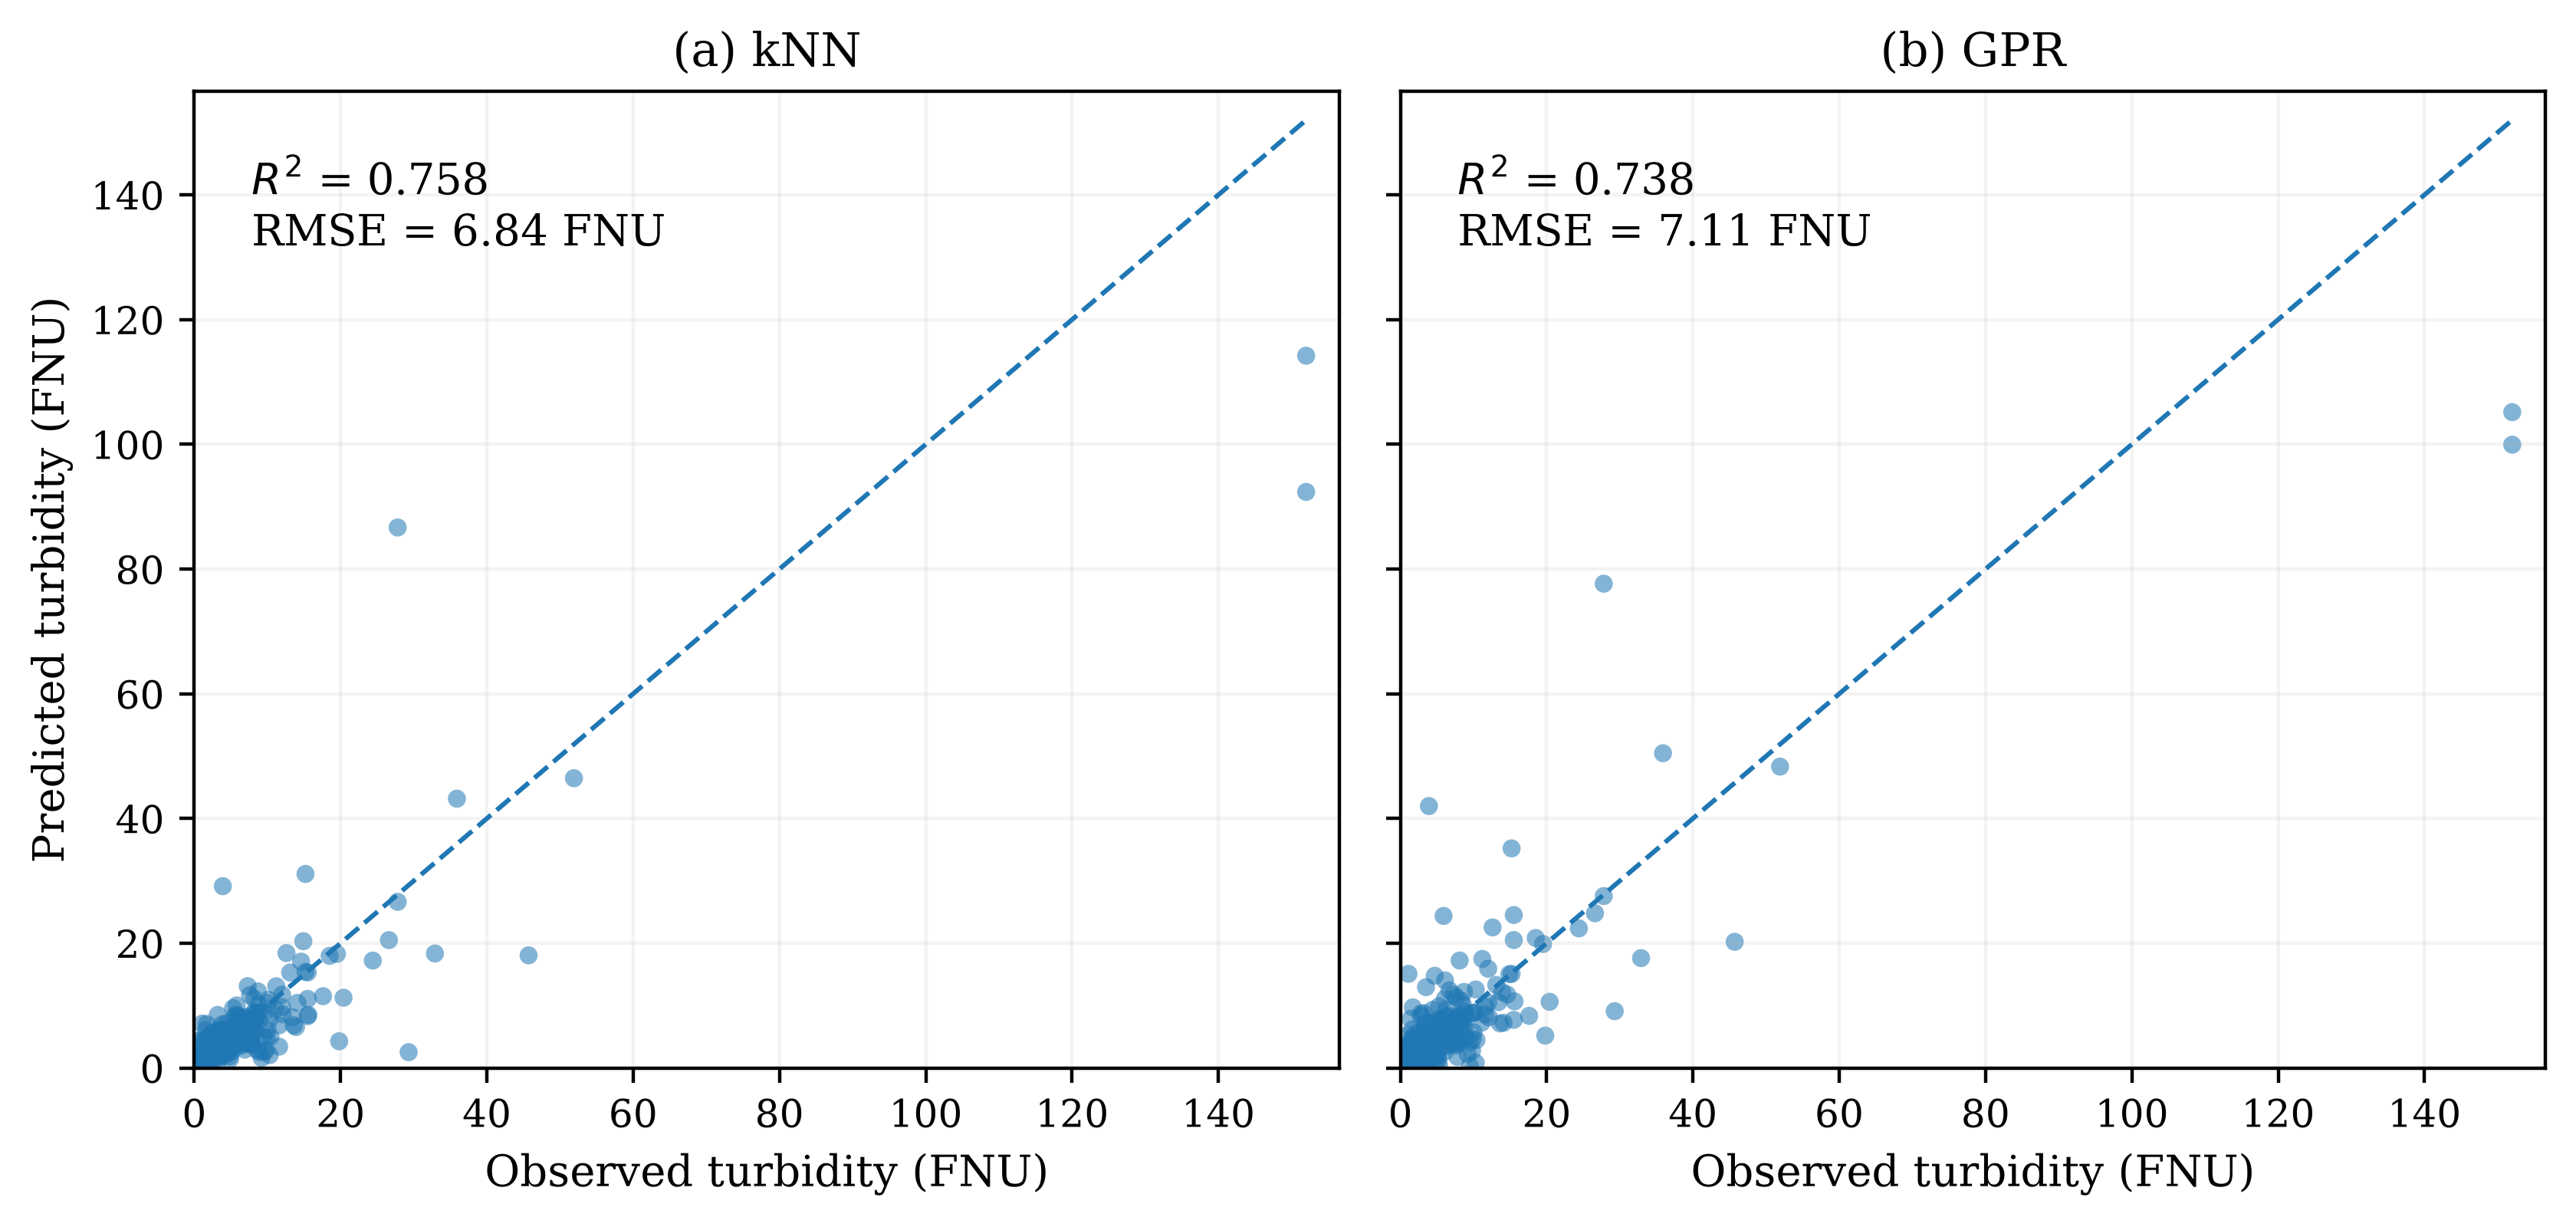 (a) kNN
R² = 0.758
RMSE = 6.84 FNU
Predicted turbidity (FNU)
140
120
100
80
60
40
20
0
0 20 40 60 80 100 120 140
Observed turbidity (FNU)
(b) GPR
R² = 0.738
RMSE = 7.11 FNU
0 20 40 60 80 100 120 140
Observed turbidity (FNU)